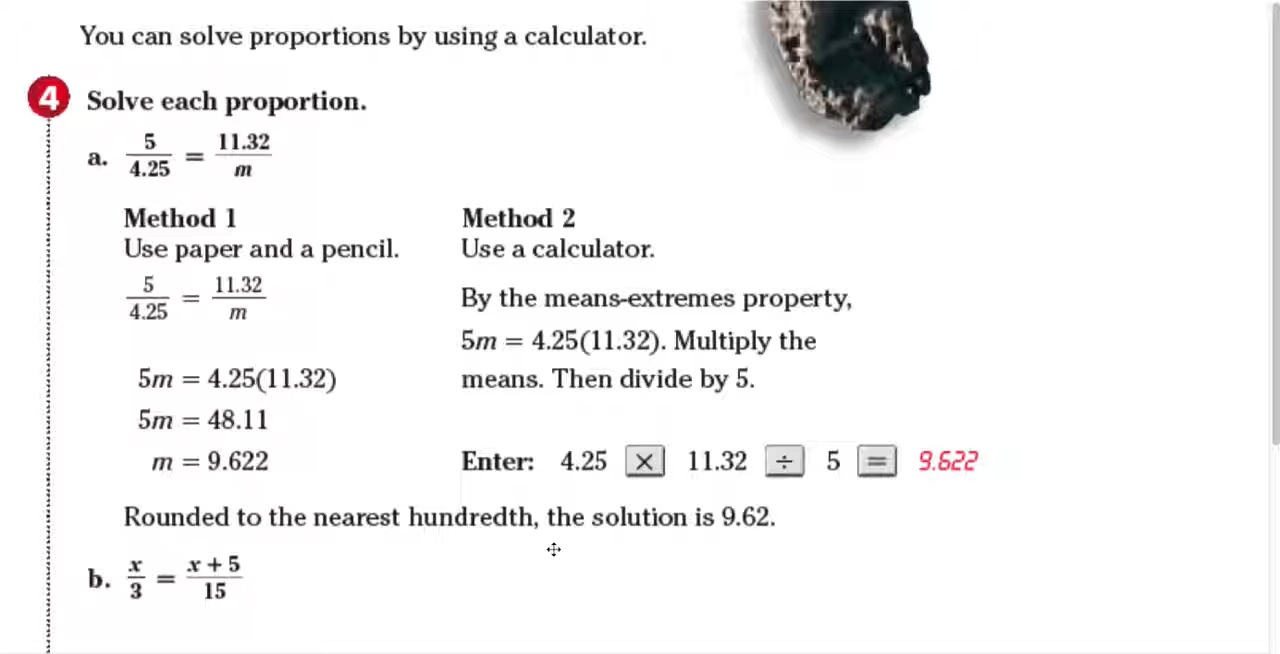 You can solve proportions by using a calculator.
4 Solve each proportion.
a. 5/4.25 = 11.32/m
Method 1
Use paper and a pencil.
5/4.25 = 11.32/m
5m = 4.25(11.32)
5m = 48.11
m = 9.622
Method 2
Use a calculator.
By the means-extremes property,
5m = 4.25(11.32). Multiply the
means. Then divide by 5.
Enter: 4.25 × 11.32 ÷ 5 = 9.622
Rounded to the nearest hundredth, the solution is 9.62.
b. x/3 = x + 5/15